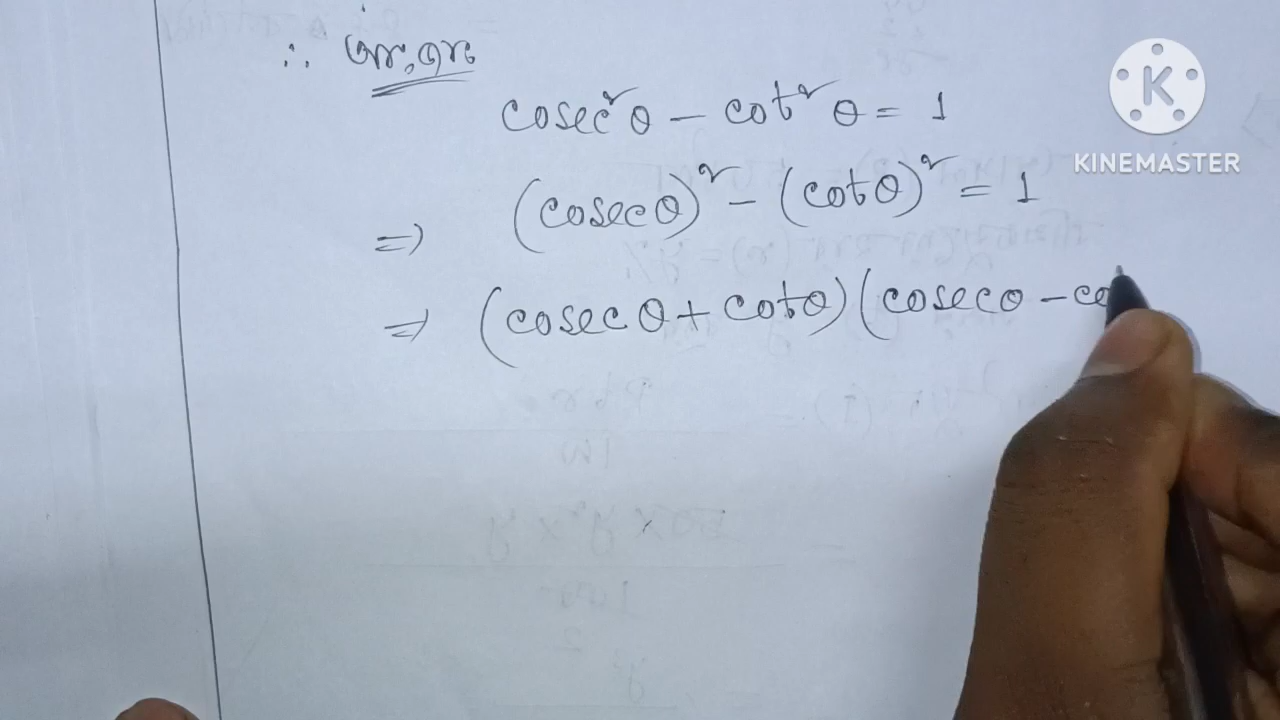 ∴
cosec²θ - cot²θ = 1
⇒ (cosecθ)² - (cotθ)² = 1
⇒ (cosecθ + cotθ)(cosecθ - co
KINEMASTER